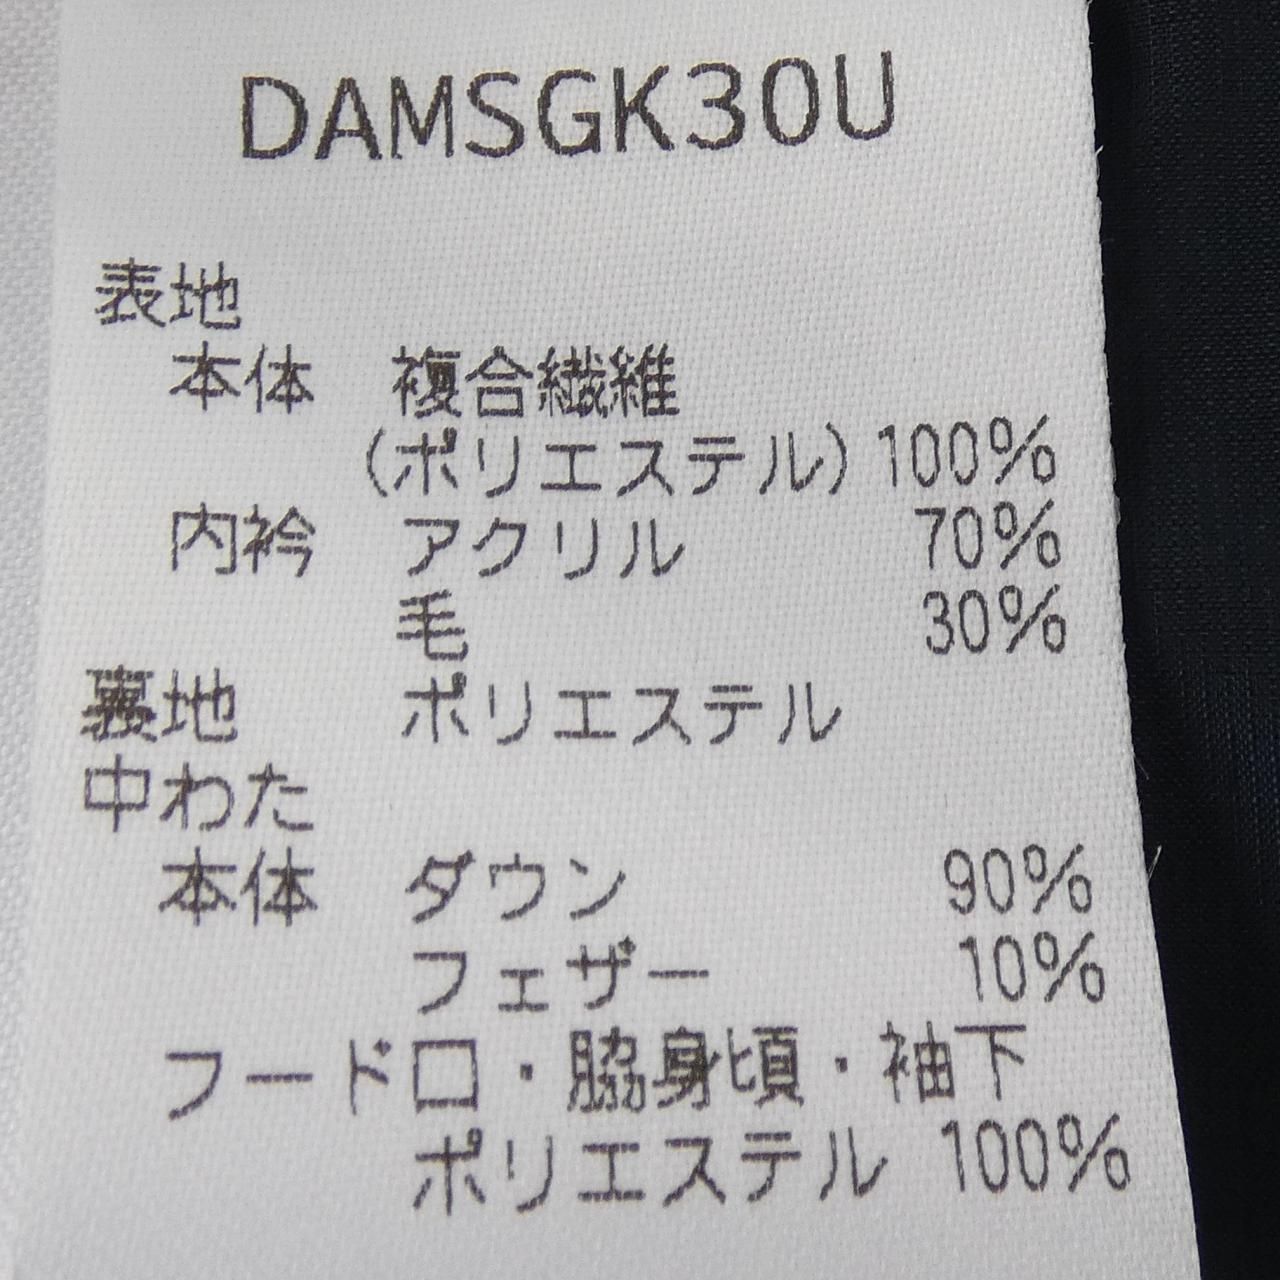 DAMSGK30U
表地
本体 複合繊維
(ポリエステル) 100%
内衿 アクリル 70%
毛 30%
裏地 ポリエステル
中わた
本体 ダウン 90%
フェザー 10%
フード口・脇身頃・袖下
ポリエステル 100%